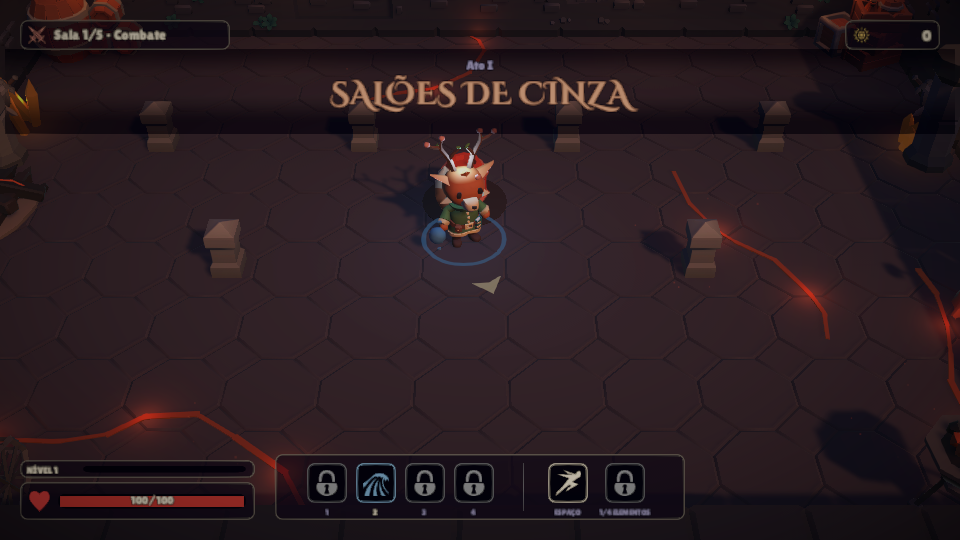 Sala 1/5 - Combate
0
Ato I
SALÕES DE CINZA
NÍVEL 1
100/100
1
2
3
4
ESPAÇO
1/4 ELEMENTOS